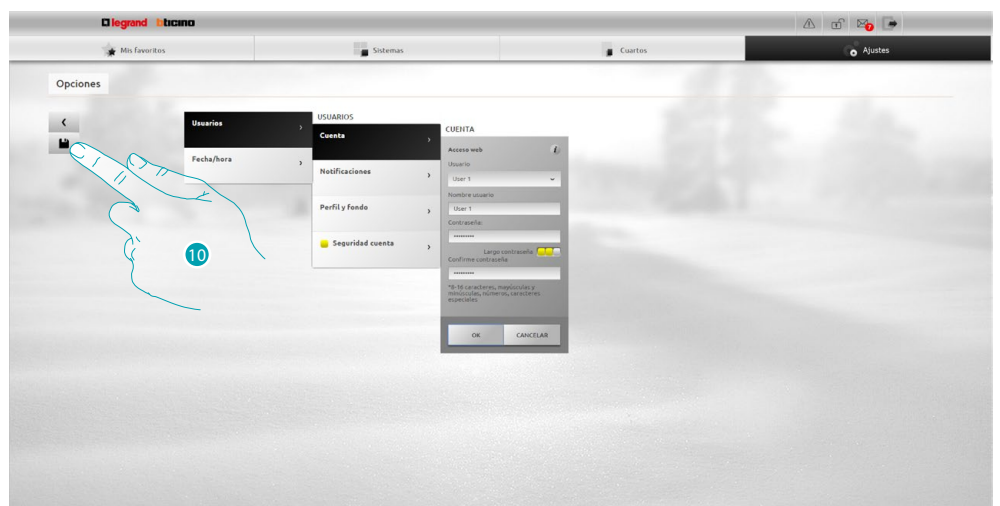 legrand bticino
7
Mis favoritos
Sistemas
Cuartos
Ajustes
Opciones
Usuarios
Fecha/hora
USUARIOS
Cuenta
Notificaciones
Perfil y fondo
Seguridad cuenta
CUENTA
Acceso web
i
Usuario
User 1
Nombre usuario
User 1
Contraseña:
•••••••••
Largo contraseña
Confirme contraseña
•••••••••
*8-16 caracteres, mayúsculas y
minúsculas, números, caracteres
especiales
OK
CANCELAR
10